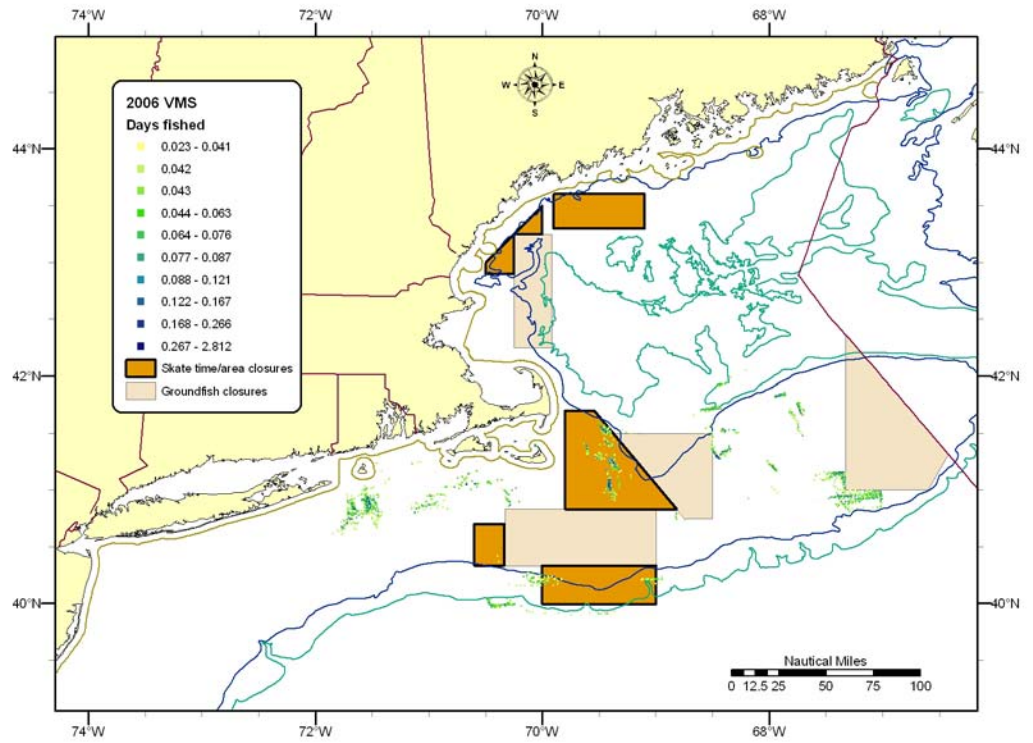 74°W 72°W 70°W 68°W
N
W E
S
2006 VMS
Days fished
0.023 - 0.041
0.042
0.043
0.044 - 0.063
0.064 - 0.076
0.077 - 0.087
0.088 - 0.121
0.122 - 0.167
0.168 - 0.266
0.267 - 2.812
Skate time/area closures
Groundfish closures
44°N 44°N
42°N 42°N
40°N 40°N
Nautical Miles
0 12.5 25 50 75 100
74°W 72°W 70°W 68°W